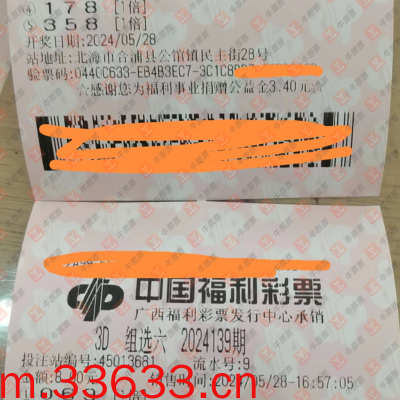 ④ 178 [1倍]
⑤ 358 [1倍]
开奖日期:2024/05/28
站地址:北海市合浦县公馆镇民主街28号
验票码:044CC633-EB4B3EC7-3C1C8
感谢您为福利事业捐赠公益金3.40元
中国福利彩票
广西福利彩票发行中心承销
3D 组选六 2024139期
投注站编号:45013681 流水号:9
销售时间:2024/05/28-16:57:05
m.33633.cn